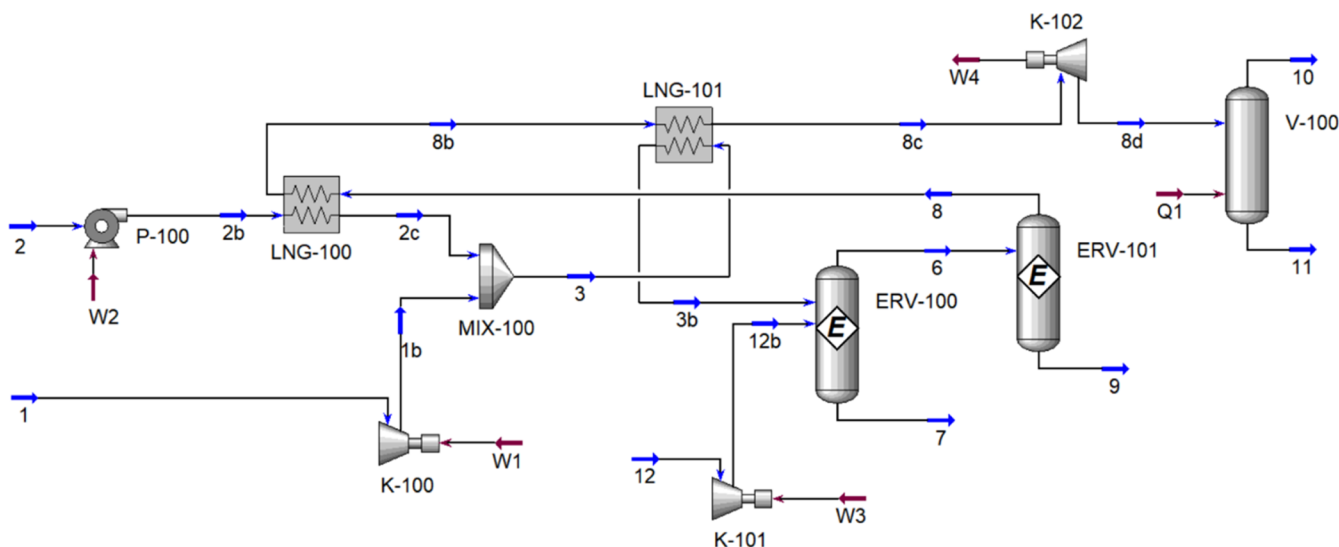 K-102
W4
10
LNG-101
V-100
8b
8c
8d
Q1
8
2
P-100
2b
2c
LNG-100
6
ERV-101
11
W2
3
MIX-100
ERV-100
E
3b
12b
E
1b
9
1
7
W1
12
K-100
W3
K-101